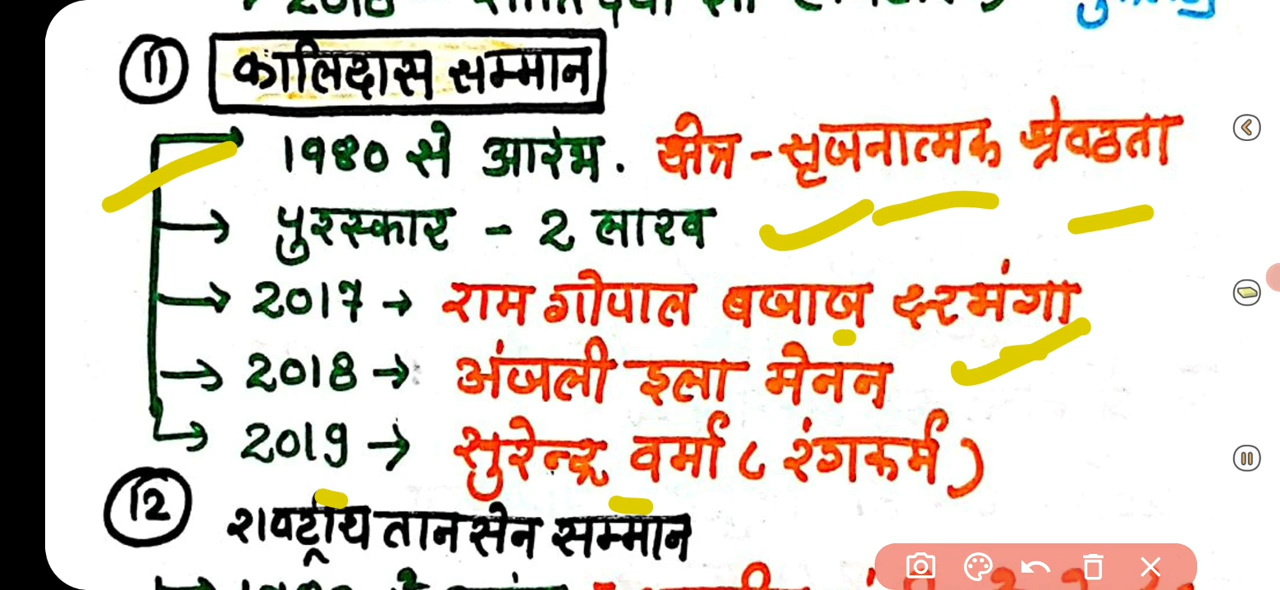 (11) कालिदास सम्मान
1980 से आरंभ. क्षेत्र - सृजनात्मक श्रेष्ठता
पुरस्कार - 2 लाख
2017 → राम गोपाल बजाज
2018 → अंजली इला मेनन
2019 → सुरेन्द्र वर्मा (रंगकर्म)
(12) राष्ट्रीय तानसेन सम्मान